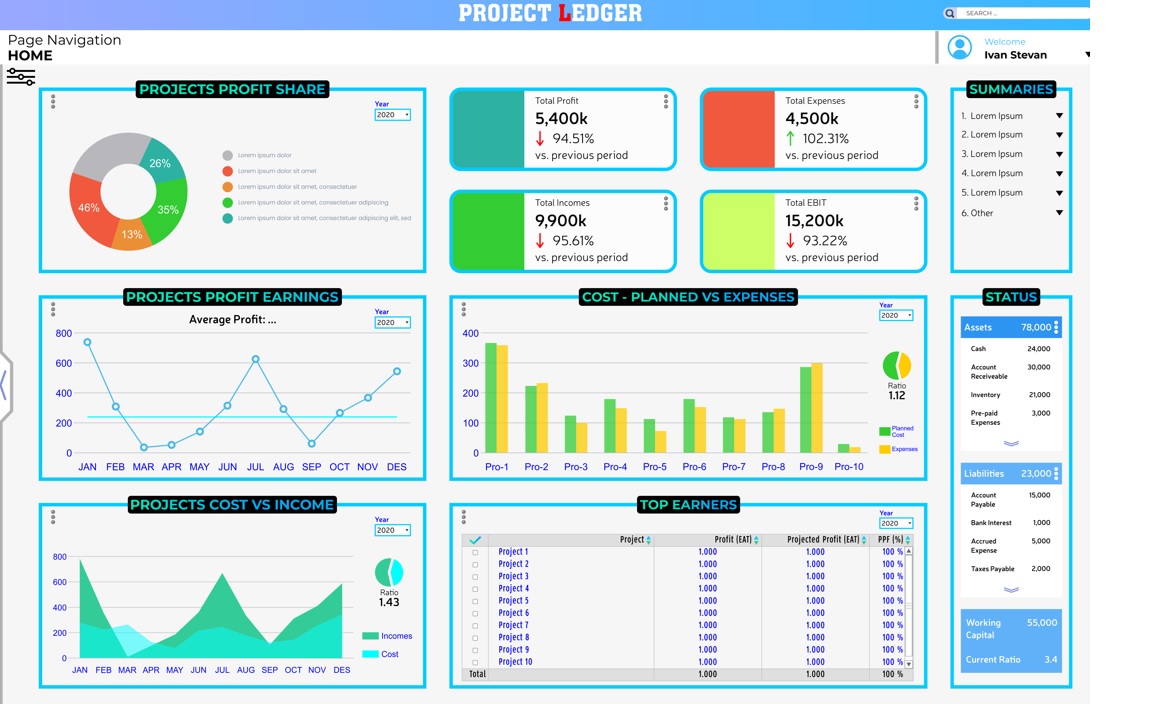 PROJECT LEDGER
SEARCH ...
Page Navigation
HOME
Welcome
Ivan Stevan
PROJECTS PROFIT SHARE
Year
2020
26%
46%
35%
13%
Lorem ipsum dolor
Lorem ipsum dolor sit amet
Lorem ipsum dolor sit amet, consectetuer
Lorem ipsum dolor sit amet, consectetuer adipiscing
Lorem ipsum dolor sit amet, consectetuer adipiscing elit, sed
Total Profit
5,400k
94.51%
vs. previous period
Total Expenses
4,500k
102.31%
vs. previous period
Total Incomes
9,900k
95.61%
vs. previous period
Total EBIT
15,200k
93.22%
vs. previous period
SUMMARIES
1. Lorem Ipsum
2. Lorem Ipsum
3. Lorem Ipsum
4. Lorem Ipsum
5. Lorem Ipsum
6. Other
PROJECTS PROFIT EARNINGS
Average Profit: ...
Year
2020
800
600
400
200
0
JAN FEB MAR APR MAY JUN JUL AUG SEP OCT NOV DES
COST - PLANNED VS EXPENSES
Year
2020
400
300
200
100
0
Pro-1 Pro-2 Pro-3 Pro-4 Pro-5 Pro-6 Pro-7 Pro-8 Pro-9 Pro-10
Ratio
1.12
Planned
Cost
Expenses
STATUS
Assets 78,000
Cash 24,000
Account
Receiveable 30,000
Inventory 21,000
Pre-paid
Expenses 3,000
Liabilities 23,000
Account
Payable 15,000
Bank Interest 1,000
Accrued
Expense 5,000
Taxes Payable 2,000
Working
Capital 55,000
Current Ratio 3.4
PROJECTS COST VS INCOME
Year
2020
800
600
400
200
0
JAN FEB MAR APR MAY JUN JUL AUG SEP OCT NOV DES
Ratio
1.43
Incomes
Cost
TOP EARNERS
Year
2020
Project Profit (EAT) Projected Profit (EAT) PPF (%)
Project 1 1.000 1.000 100 %
Project 2 1.000 1.000 100 %
Project 3 1.000 1.000 100 %
Project 4 1.000 1.000 100 %
Project 5 1.000 1.000 100 %
Project 6 1.000 1.000 100 %
Project 7 1.000 1.000 100 %
Project 8 1.000 1.000 100 %
Project 9 1.000 1.000 100 %
Project 10 1.000 1.000 100 %
Total 1.000 1.000 100 %